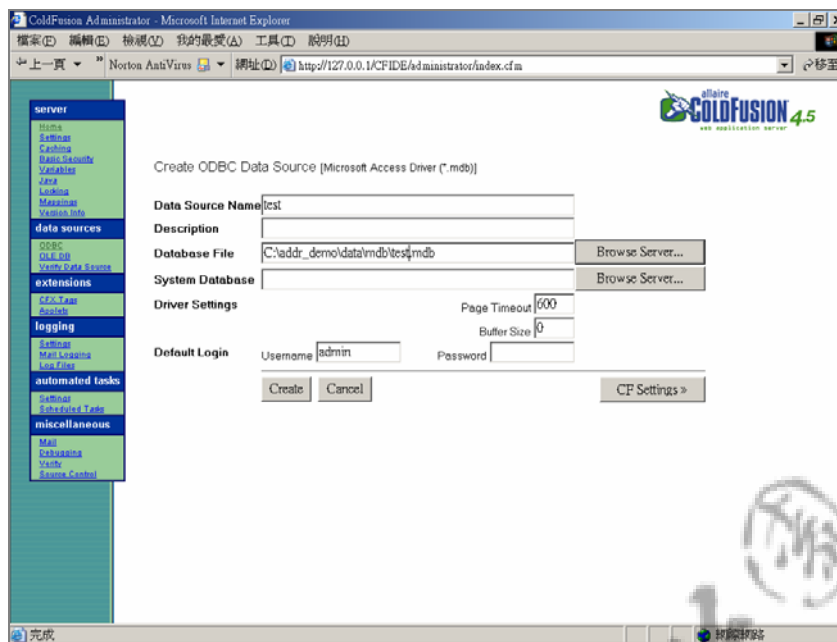 ColdFusion Administrator - Microsoft Internet Explorer
檔案(F) 編輯(E) 檢視(V) 我的最愛(A) 工具(T) 說明(H)
上一頁 » Norton AntiVirus 網址(D) http://127.0.0.1/CFIDE/administrator/index.cfm 移至
allaire
COLDFUSION 4.5
web application server
server
Home
Settings
Caching
Basic Security
Variables
Java
Locking
Mappings
Version Info
data sources
ODBC
OLE DB
Verify Data Source
extensions
CFX Tags
Applets
logging
Settings
Mail Logging
Log Files
automated tasks
Settings
Scheduled Tasks
miscellaneous
Mail
Debugging
Verity
Source Control
Create ODBC Data Source [Microsoft Access Driver (*.mdb)]
Data Source Name test
Description
Database File C:\addr_demo\data\mdb\test.mdb Browse Server...
System Database Browse Server...
Driver Settings Page Timeout 600
Buffer Size 0
Default Login Username admin Password
Create Cancel CF Settings »
完成 網際網路